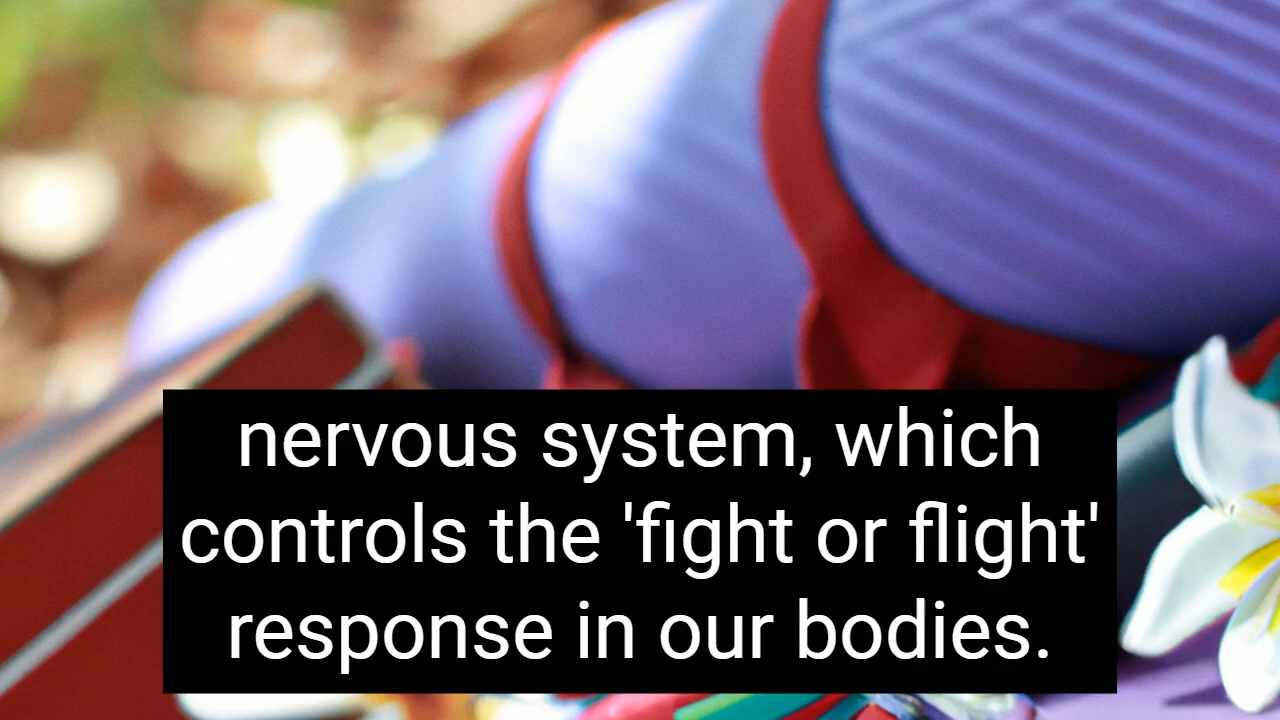 nervous system, which
controls the 'fight or flight'
response in our bodies.